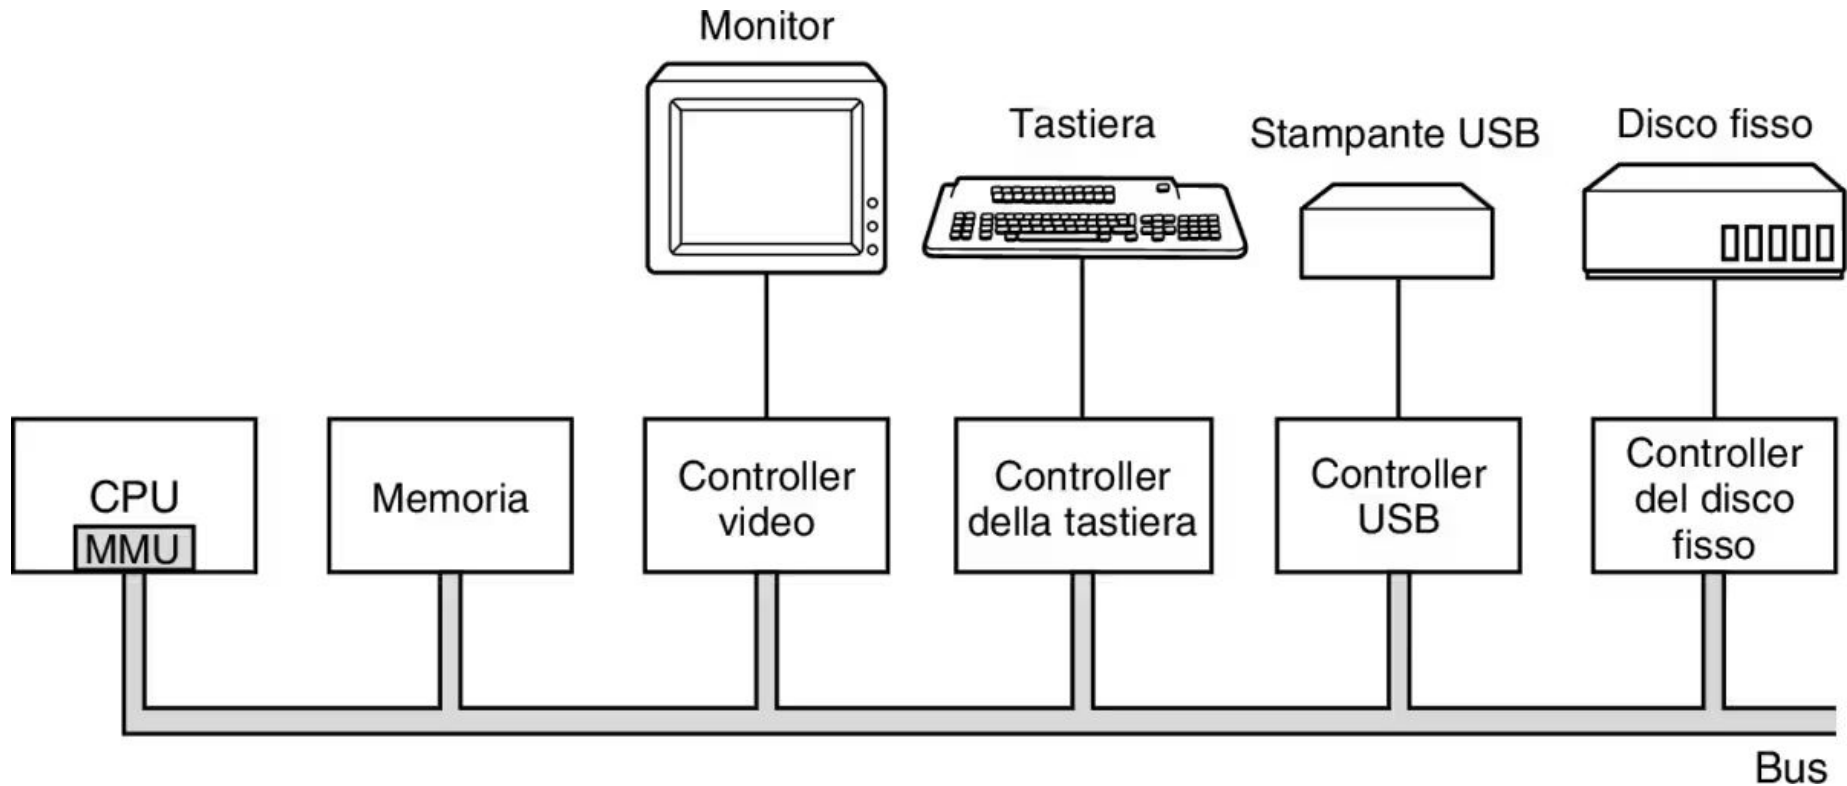 Monitor
Tastiera
Stampante USB
Disco fisso
CPU
MMU
Memoria
Controller
video
Controller
della tastiera
Controller
USB
Controller
del disco
fisso
Bus